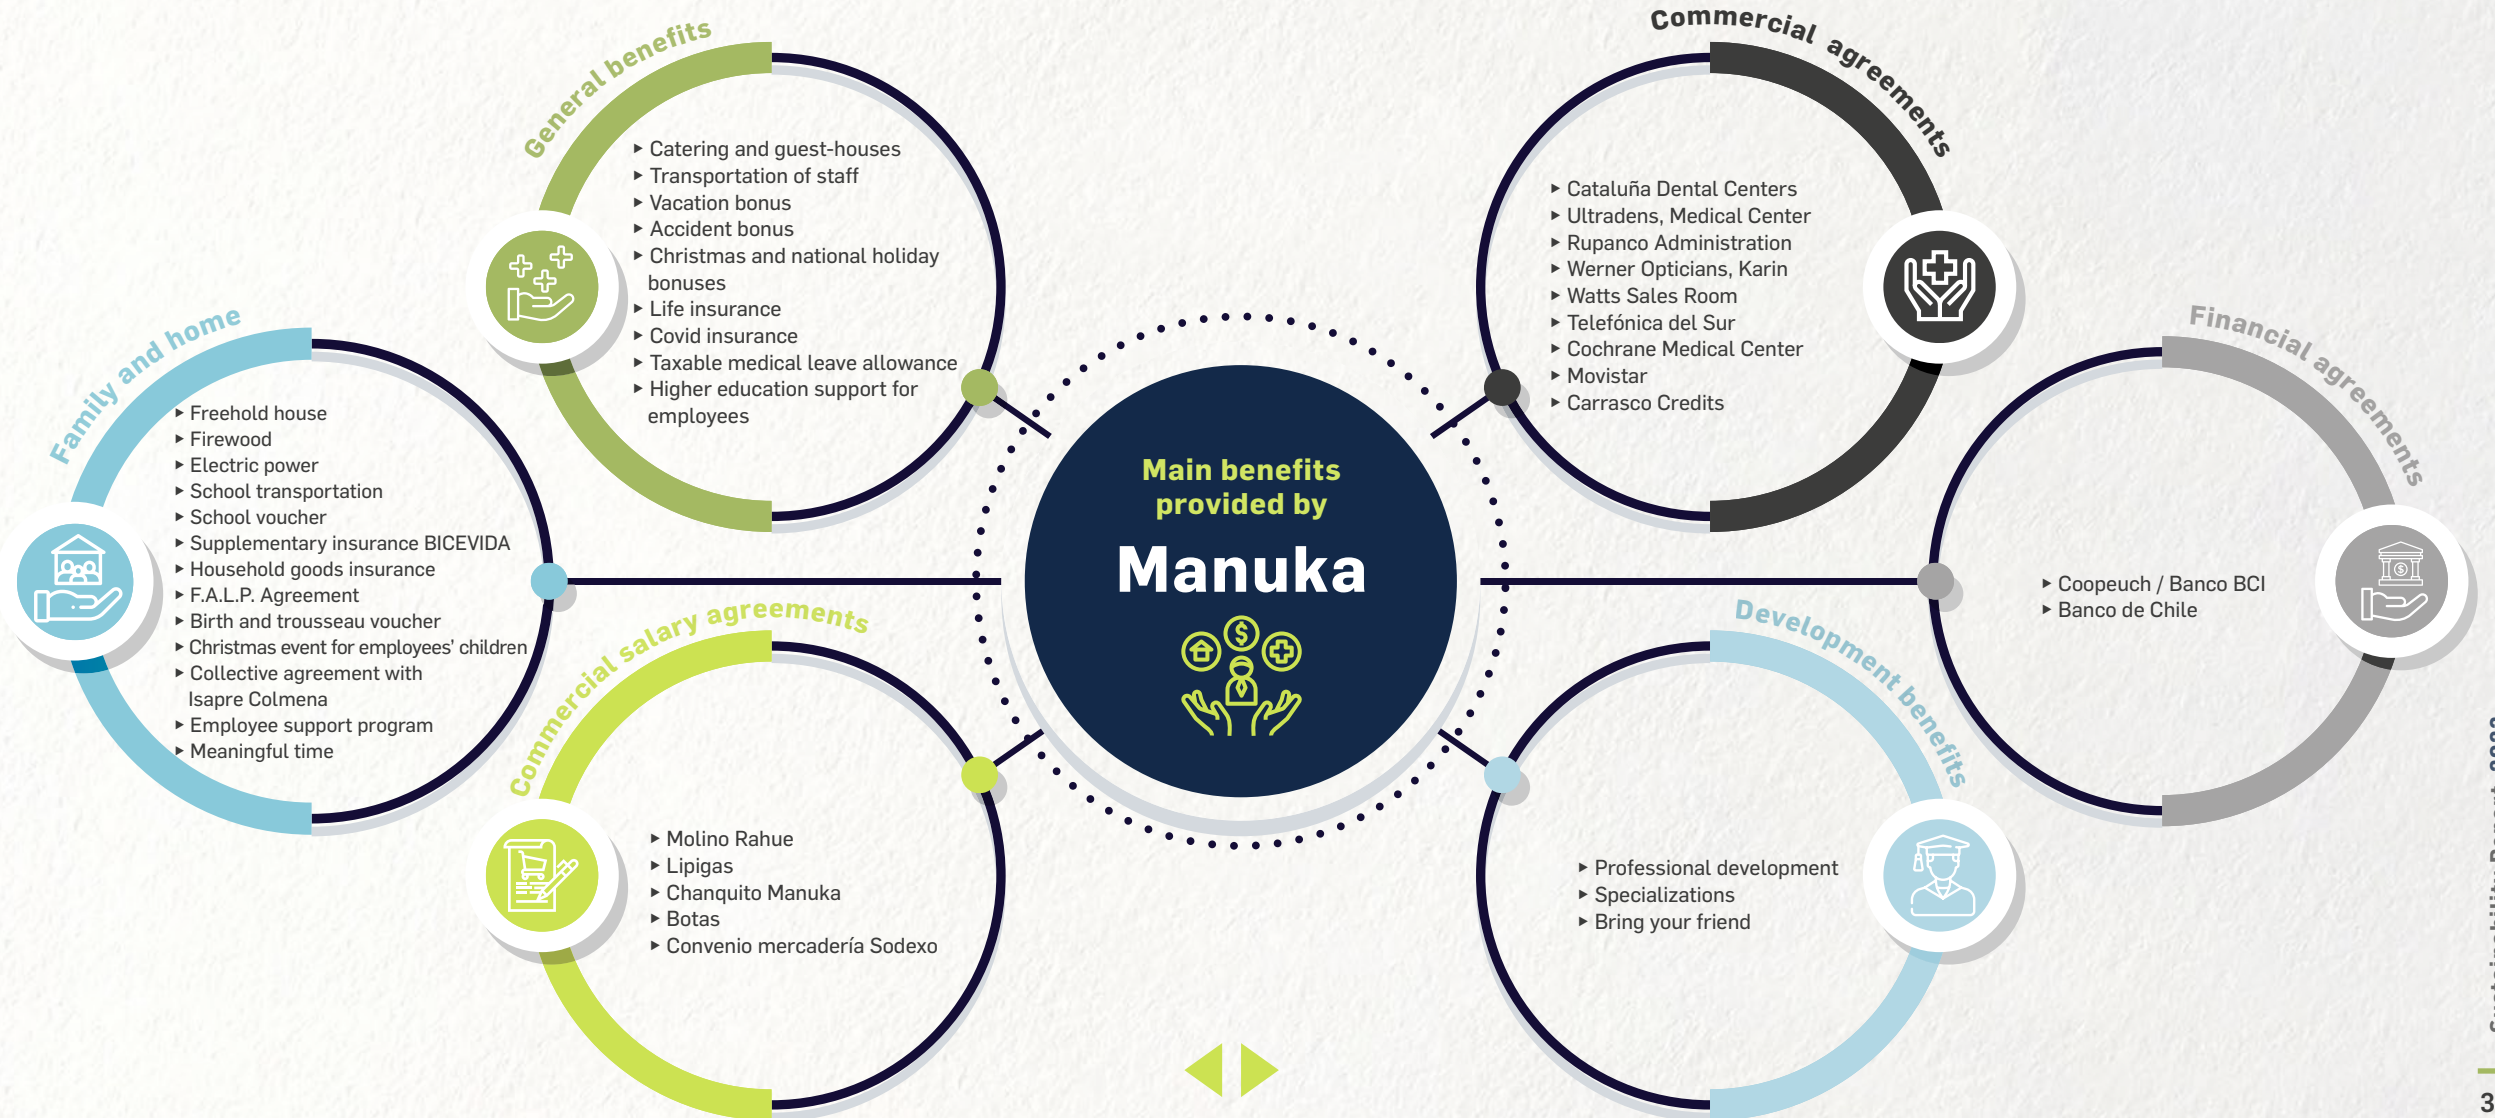 General benefits
Catering and guest-houses
Transportation of staff
Vacation bonus
Accident bonus
Christmas and national holiday
bonuses
Life insurance
Covid insurance
Taxable medical leave allowance
Higher education support for
employees
Commercial agreements
Cataluña Dental Centers
Ultradens, Medical Center
Rupanco Administration
Werner Opticians, Karin
Watts Sales Room
Telefónica del Sur
Cochrane Medical Center
Movistar
Carrasco Credits
Family and home
Freehold house
Firewood
Electric power
School transportation
School voucher
Supplementary insurance BICEVIDA
Household goods insurance
F.A.L.P. Agreement
Birth and trousseau voucher
Christmas event for employees' children
Collective agreement with
Isapre Colmena
Employee support program
Meaningful time
Main benefits
provided by
Manuka
$
Financial agreements
$
Coopeuch / Banco BCI
Banco de Chile
Commercial salary agreements
Molino Rahue
Lipigas
Chanquito Manuka
Botas
Convenio mercadería Sodexo
Development benefits
Professional development
Specializations
Bring your friend
3